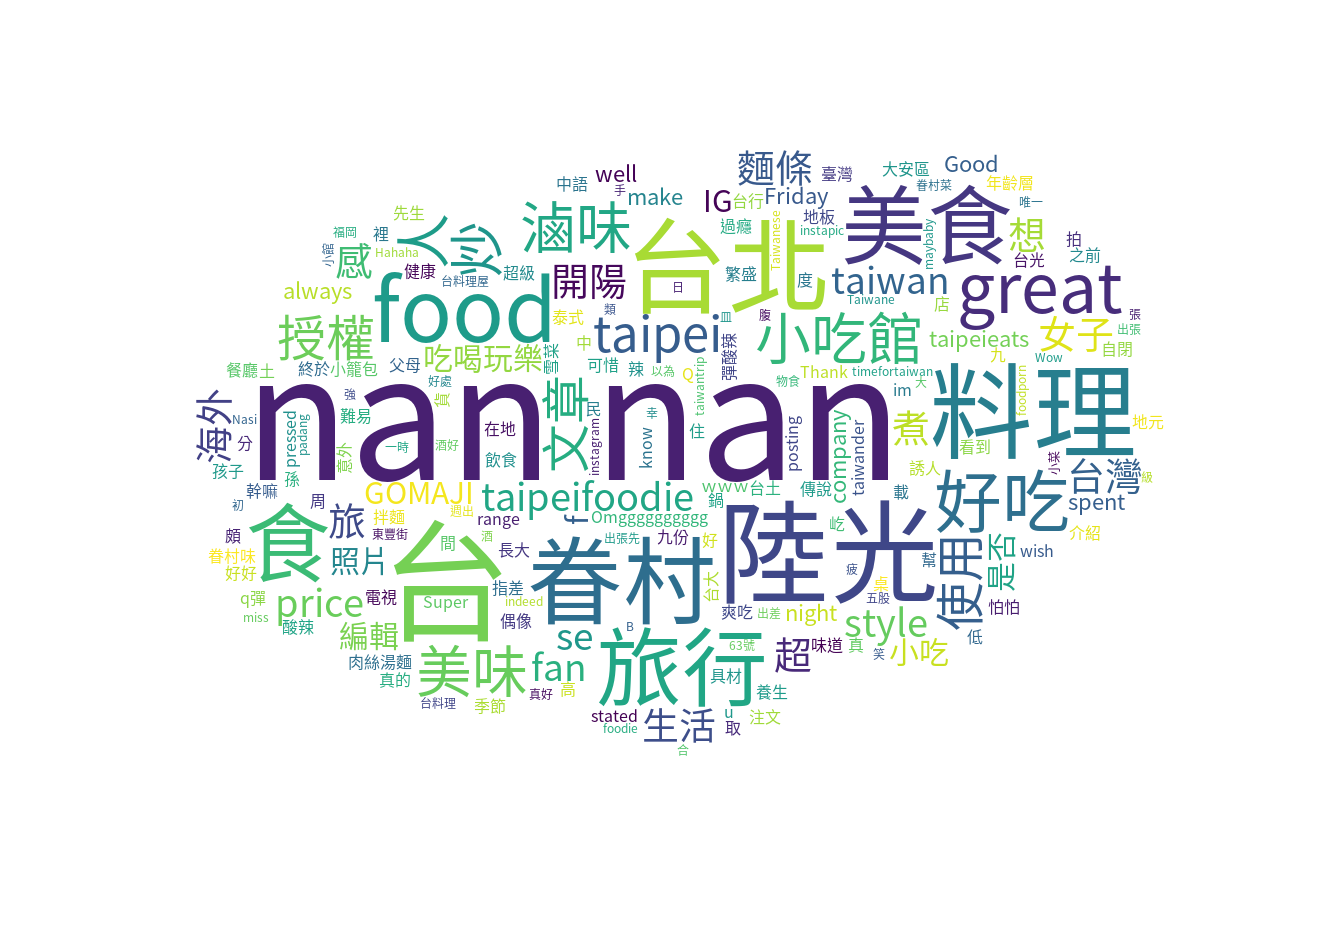 麵條
臺灣
大安區
Good
well
中語
手
make
IG
台行
Friday
眷村菜
年齡層
唯一
先生
滷味
過癮
地板
instapic
美食
想
拍
之前
福岡
裡
小姐
感
Hahaha
人
炒
台北
Taiwanese
maybaby
台光
健康
台料理屋
超級
開陽
日
繁盛
度
taiwan
Taiwane
great
always
food
類
泰式
店
張
授權
taipei
皿
腹
小吃館
taipeieats
女子
出張
自閉
中
彈酸辣
吃喝玩樂
雲菜
可惜
辣
以為
Q
taiwantrip
物食
Thank
timefortaiwan
九
Wow
餐廳土
終於
小籠包
父母
好處
強
貨
nan nan
文章
民
幸
im
大
foodporn
料理
海外
Nasi
分
pressed
padang
難易
意外
一時
酒好
在地
飲食
instagram
know
住
posting
company
taiwander
煮
看到
誘人
地元
小菜
孩子
孫
幹嘛
初
周
GOMAJI
taipeifoodie
www
台土
鍋
傳說
載
好吃
台灣
級
spent
食
旅
拌麵
週出
東豐街
range
f
Omgggggggggg
出張先
九份
好
陸光
屹
介紹
頗
眷村味
好好
照片
間
台
酒
長大
眷村
台大
疲
幫
使用
是否
wish
q彈
miss
price
電視
Super
指差
indeed
偶像
桌
五股
怕怕
酸辣
編輯
se
B
爽吃
出差
night
style
低
肉絲湯麵
真的
美味
fan
旅行
63號
超
味道
真
笑
小吃
台料理
季節
真好
高
具材
養生
stated
foodie
生活
u
取
注文
合